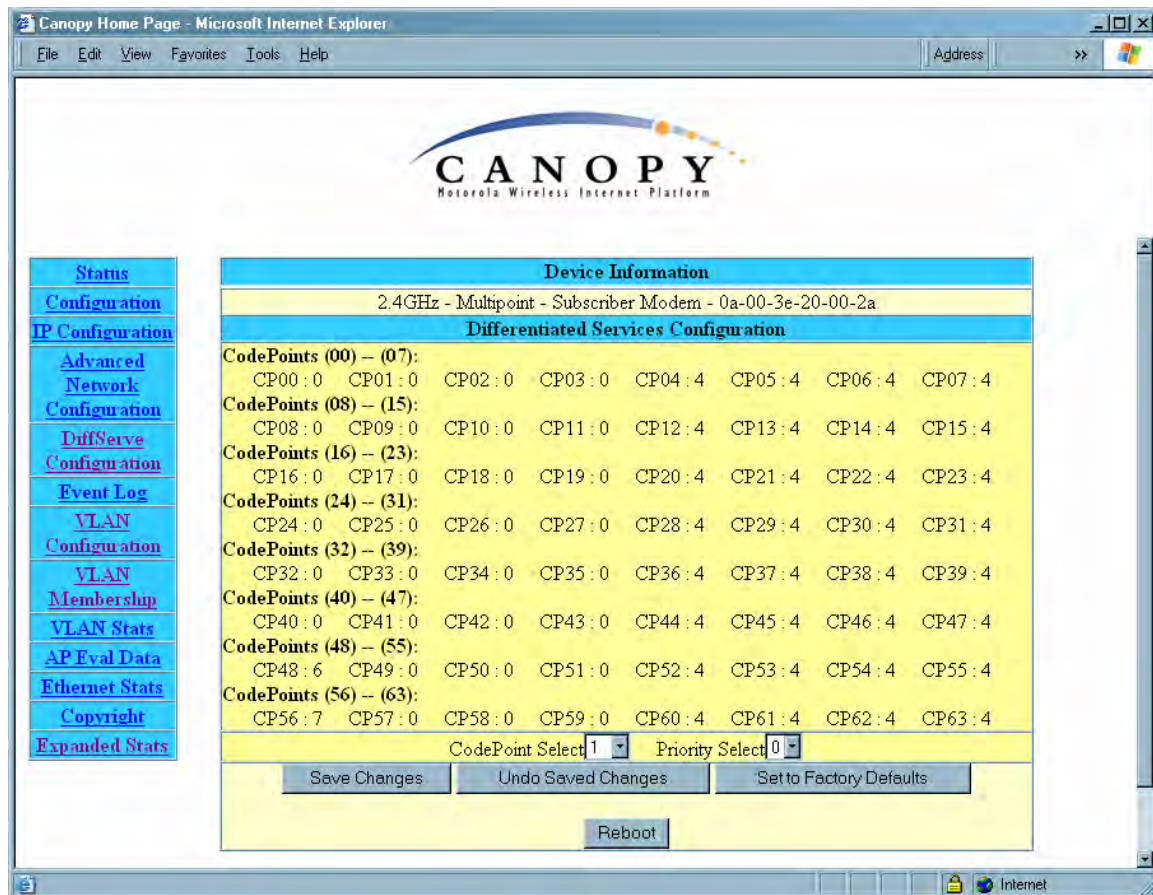 Canopy Home Page - Microsoft Internet Explorer
File Edit View Favorites Tools Help Address »
CANOPY
Motorola Wireless Internet Platform
Status
Configuration
IP Configuration
Advanced
Network
Configuration
DiffServe
Configuration
Event Log
VLAN
Configuration
VLAN
Membership
VLAN Stats
AP Eval Data
Ethernet Stats
Copyright
Expanded Stats
Device Information
2.4GHz - Multipoint - Subscriber Modem - 0a-00-3e-20-00-2a
Differentiated Services Configuration
CodePoints (00) -- (07):
CP00 : 0 CP01 : 0 CP02 : 0 CP03 : 0 CP04 : 4 CP05 : 4 CP06 : 4 CP07 : 4
CodePoints (08) -- (15):
CP08 : 0 CP09 : 0 CP10 : 0 CP11 : 0 CP12 : 4 CP13 : 4 CP14 : 4 CP15 : 4
CodePoints (16) -- (23):
CP16 : 0 CP17 : 0 CP18 : 0 CP19 : 0 CP20 : 4 CP21 : 4 CP22 : 4 CP23 : 4
CodePoints (24) -- (31):
CP24 : 0 CP25 : 0 CP26 : 0 CP27 : 0 CP28 : 4 CP29 : 4 CP30 : 4 CP31 : 4
CodePoints (32) -- (39):
CP32 : 0 CP33 : 0 CP34 : 0 CP35 : 0 CP36 : 4 CP37 : 4 CP38 : 4 CP39 : 4
CodePoints (40) -- (47):
CP40 : 0 CP41 : 0 CP42 : 0 CP43 : 0 CP44 : 4 CP45 : 4 CP46 : 4 CP47 : 4
CodePoints (48) -- (55):
CP48 : 6 CP49 : 0 CP50 : 0 CP51 : 0 CP52 : 4 CP53 : 4 CP54 : 4 CP55 : 4
CodePoints (56) -- (63):
CP56 : 7 CP57 : 0 CP58 : 0 CP59 : 0 CP60 : 4 CP61 : 4 CP62 : 4 CP63 : 4
CodePoint Select 1 Priority Select 0
Save Changes Undo Saved Changes Set to Factory Defaults
Reboot
Internet